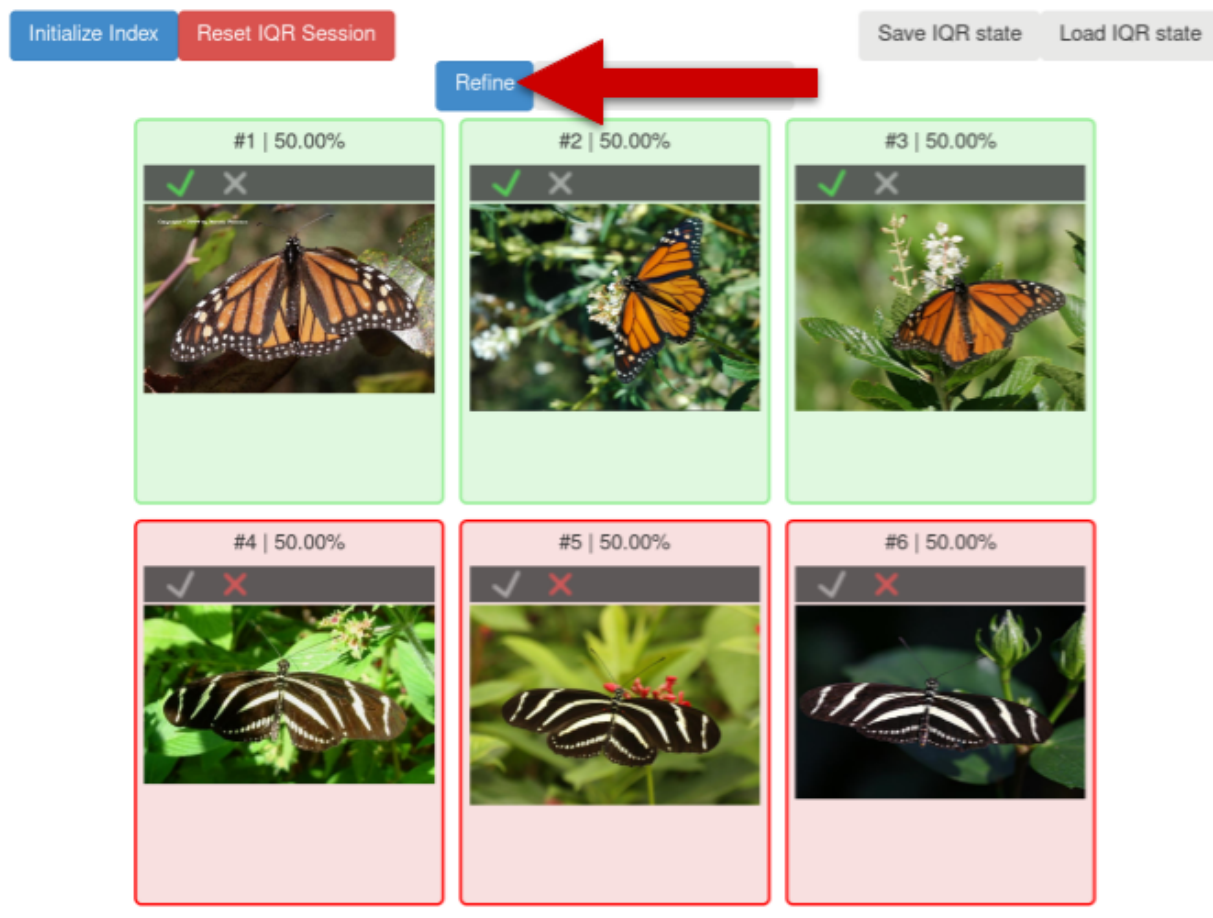 Initialize Index Reset IQR Session Save IQR state Load IQR state
Refine
#1 | 50.00% #2 | 50.00% #3 | 50.00%
#4 | 50.00% #5 | 50.00% #6 | 50.00%